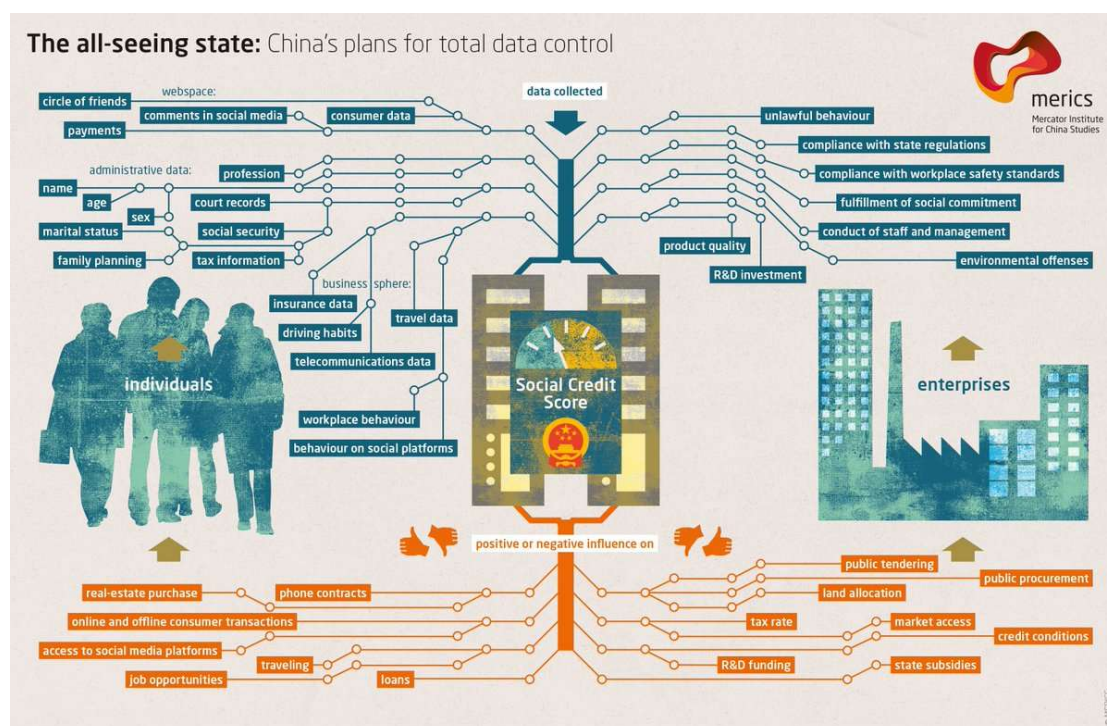 The all-seeing state: China's plans for total data control
merics
Mercator Institute
for China Studies
data collected
webspace:
circle of friends
comments in social media
consumer data
payments
administrative data:
profession
name
age
court records
sex
marital status
social security
family planning
tax information
business sphere:
insurance data
travel data
driving habits
telecommunications data
workplace behaviour
behaviour on social platforms
individuals
unlawful behaviour
compliance with state regulations
compliance with workplace safety standards
fulfillment of social commitment
conduct of staff and management
product quality
environmental offenses
R&D investment
enterprises
Social Credit
Score
positive or negative influence on
real-estate purchase
phone contracts
online and offline consumer transactions
access to social media platforms
traveling
job opportunities
loans
public tendering
public procurement
land allocation
tax rate
market access
credit conditions
R&D funding
state subsidies